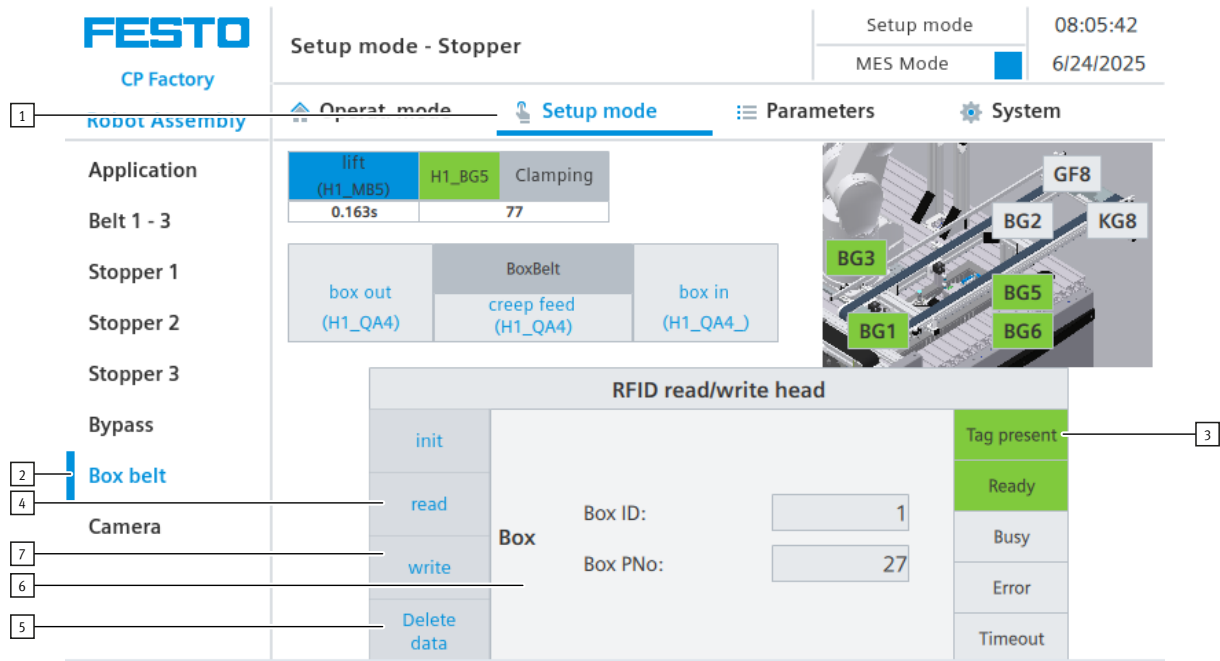 FESTO
CP Factory
Robot Assembly
Setup mode - Stopper
Setup mode
MES Mode
08:05:42
6/24/2025
1
Operat. mode
Setup mode
Parameters
System
Application
Belt 1 - 3
Stopper 1
Stopper 2
Stopper 3
Bypass
2
Box belt
Camera
lift
(H1_MB5)
H1_BG5
Clamping
0.163s
77
box out
(H1_QA4)
BoxBelt
creep feed
(H1_QA4)
box in
(H1_QA4_)
GF8
BG2
KG8
BG3
BG5
BG1
BG6
RFID read/write head
init
4
read
7
write
6
5
Delete
data
Box
Box ID:
1
Box PNo:
27
Tag present
3
Ready
Busy
Error
Timeout